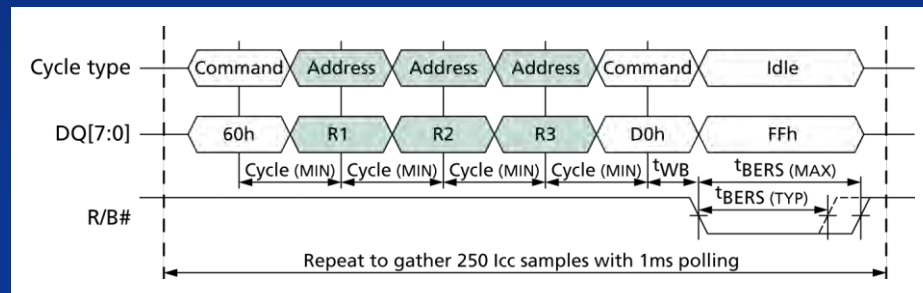 Cycle type Command Address Address Address Command Idle
DQ[7:0] 60h R1 R2 R3 D0h FFh
Cycle (MIN) Cycle (MIN) Cycle (MIN) Cycle (MIN) tWB tBERS (MAX)
tBERS (TYP)
R/B#
Repeat to gather 250 Icc samples with 1ms polling